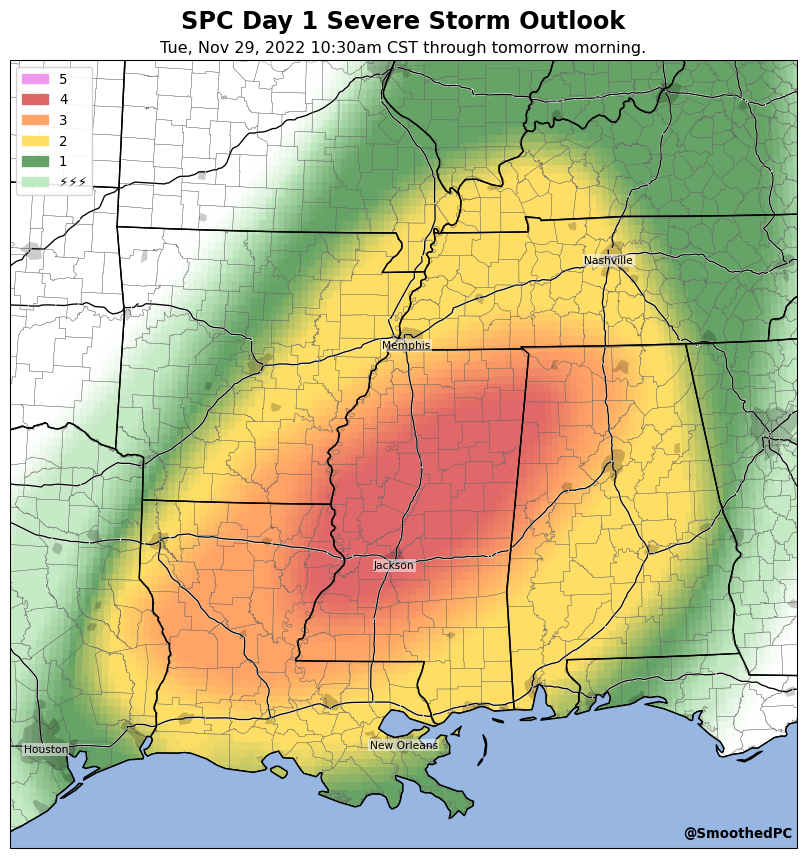 SPC Day 1 Severe Storm Outlook
Tue, Nov 29, 2022 10:30am CST through tomorrow morning.
5
4
3
2
1
⚡⚡⚡
Nashville
Memphis
Jackson
New Orleans
Houston
@SmoothedPC